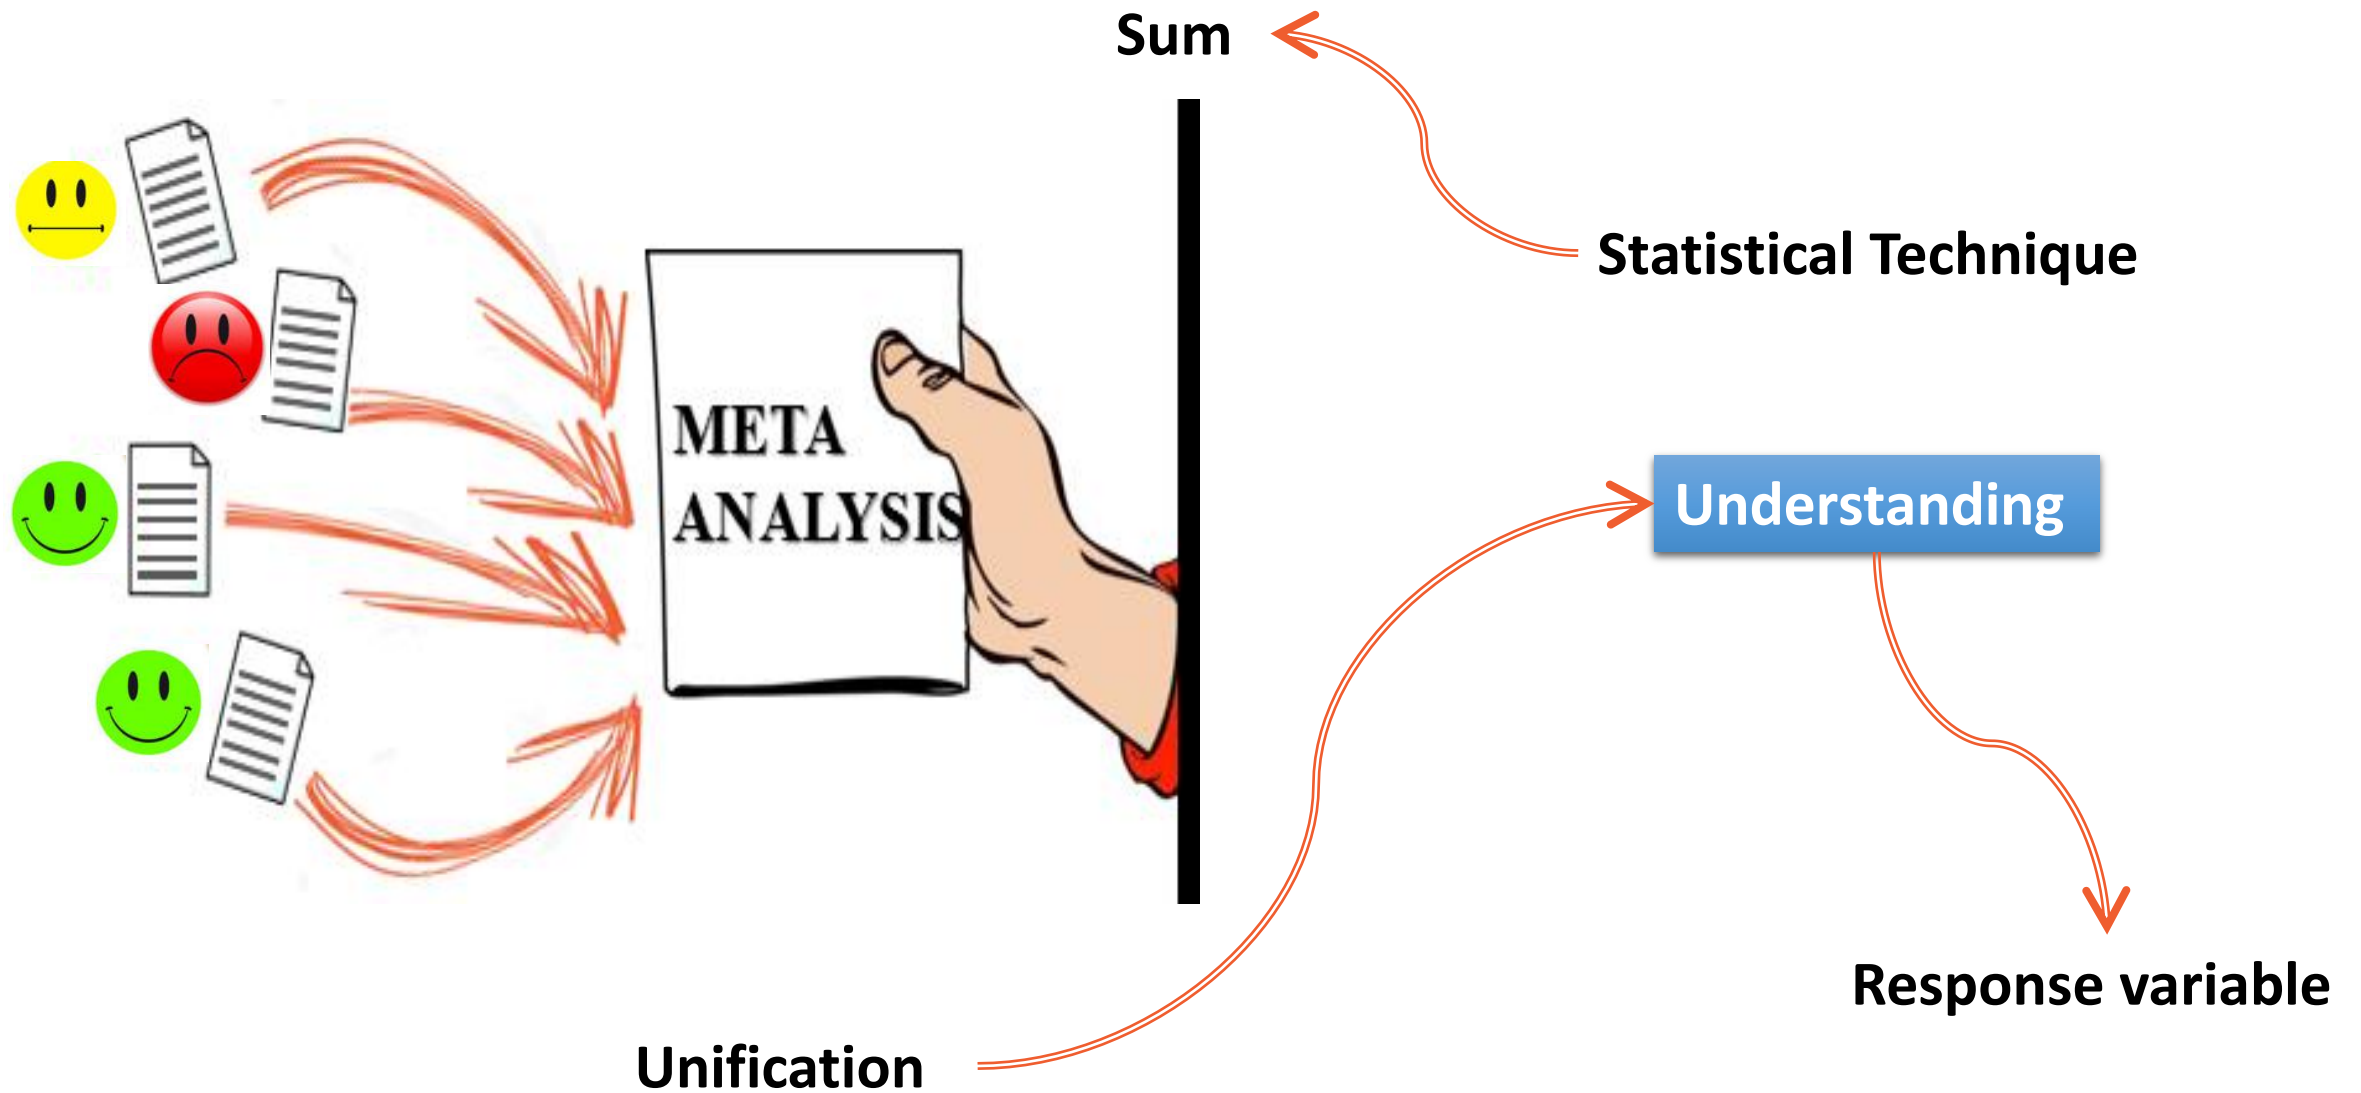 Sum
Statistical Technique
META
ANALYSIS
Understanding
Response variable
Unification